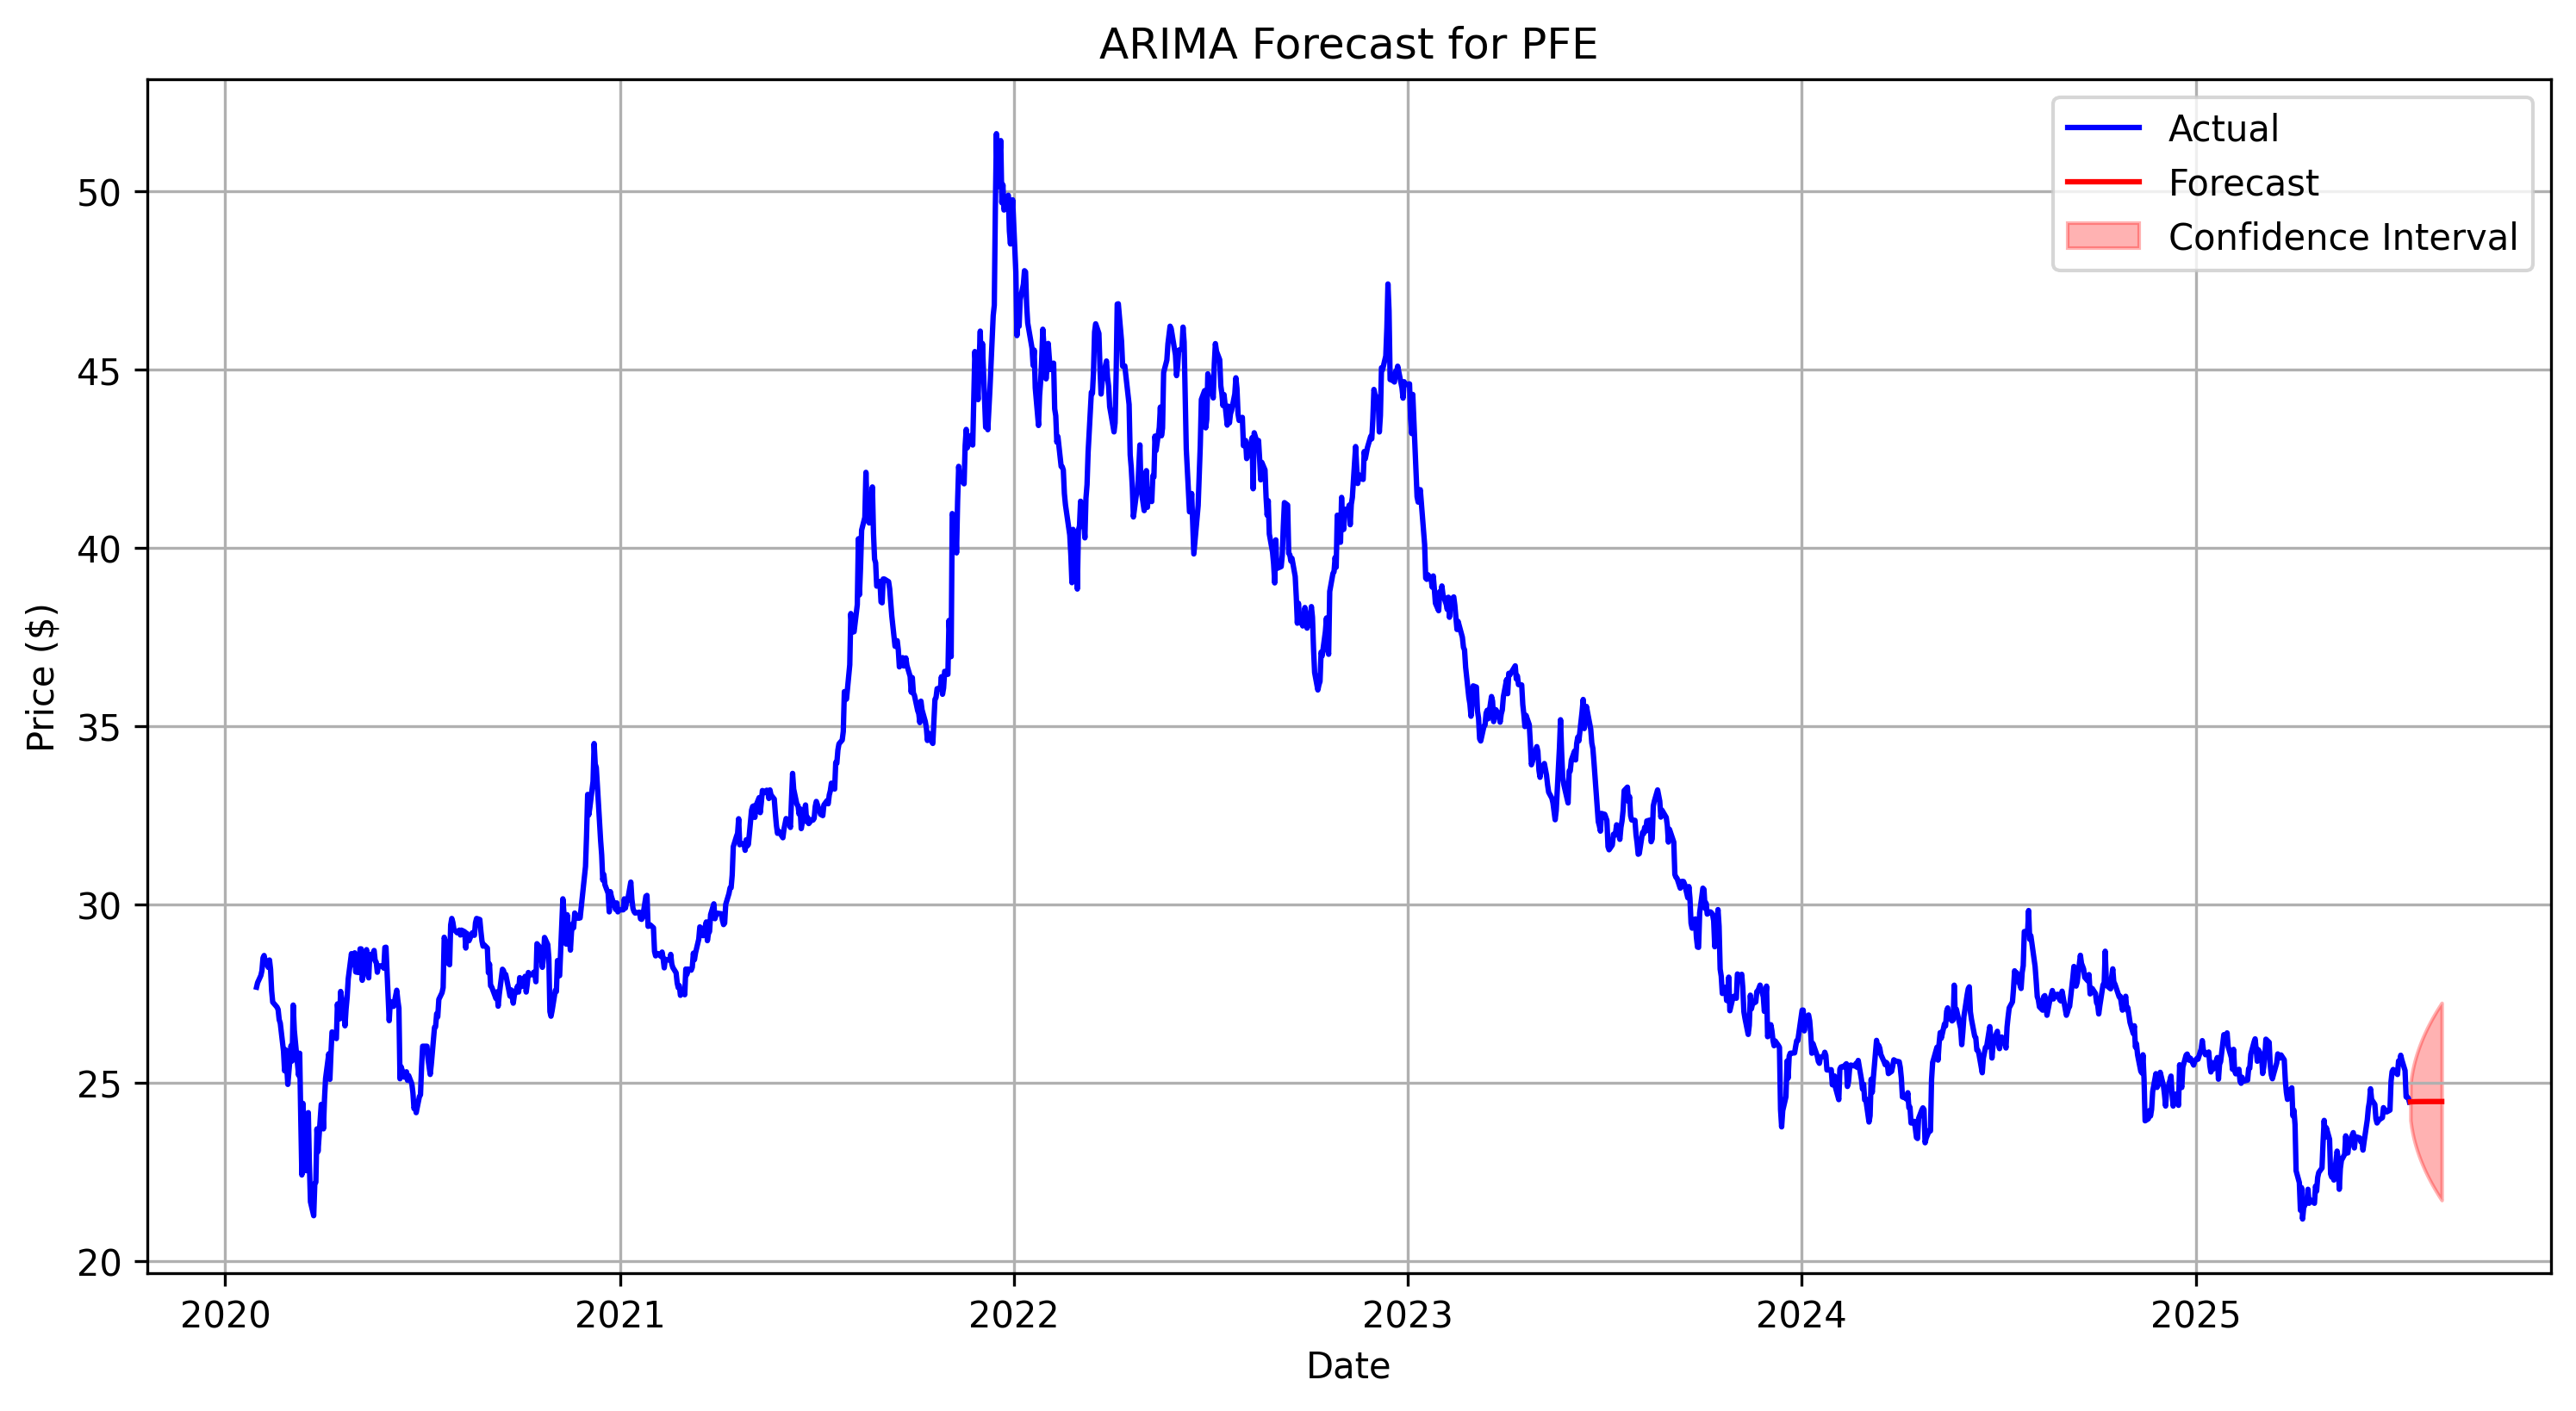 ARIMA Forecast for PFE
Actual
Forecast
Confidence Interval
Price ($)
50
45
40
35
30
25
20
2020 2021 2022 2023 2024 2025
Date